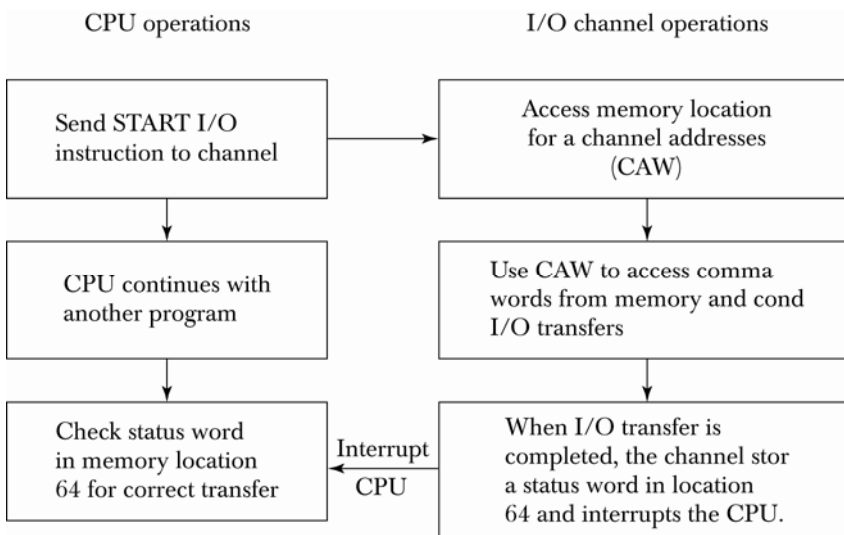 CPU operations
I/O channel operations
Send START I/O
instruction to channel
Access memory location
for a channel addresses
(CAW)
CPU continues with
another program
Use CAW to access comma
words from memory and cond
I/O transfers
Check status word
in memory location
64 for correct transfer
Interrupt
CPU
When I/O transfer is
completed, the channel stor
a status word in location
64 and interrupts the CPU.